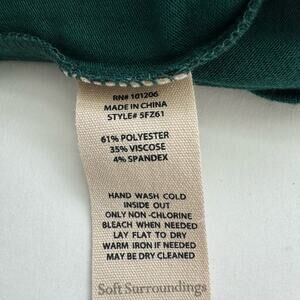 RN# 101206
MADE IN CHINA
STYLE# 5FZ61
61% POLYESTER
35% VISCOSE
4% SPANDEX
HAND WASH COLD
INSIDE OUT
ONLY NON-CHLORINE
BLEACH WHEN NEEDED
LAY FLAT TO DRY
WARM IRON IF NEEDED
MAY BE DRY CLEANED
Soft Surroundings